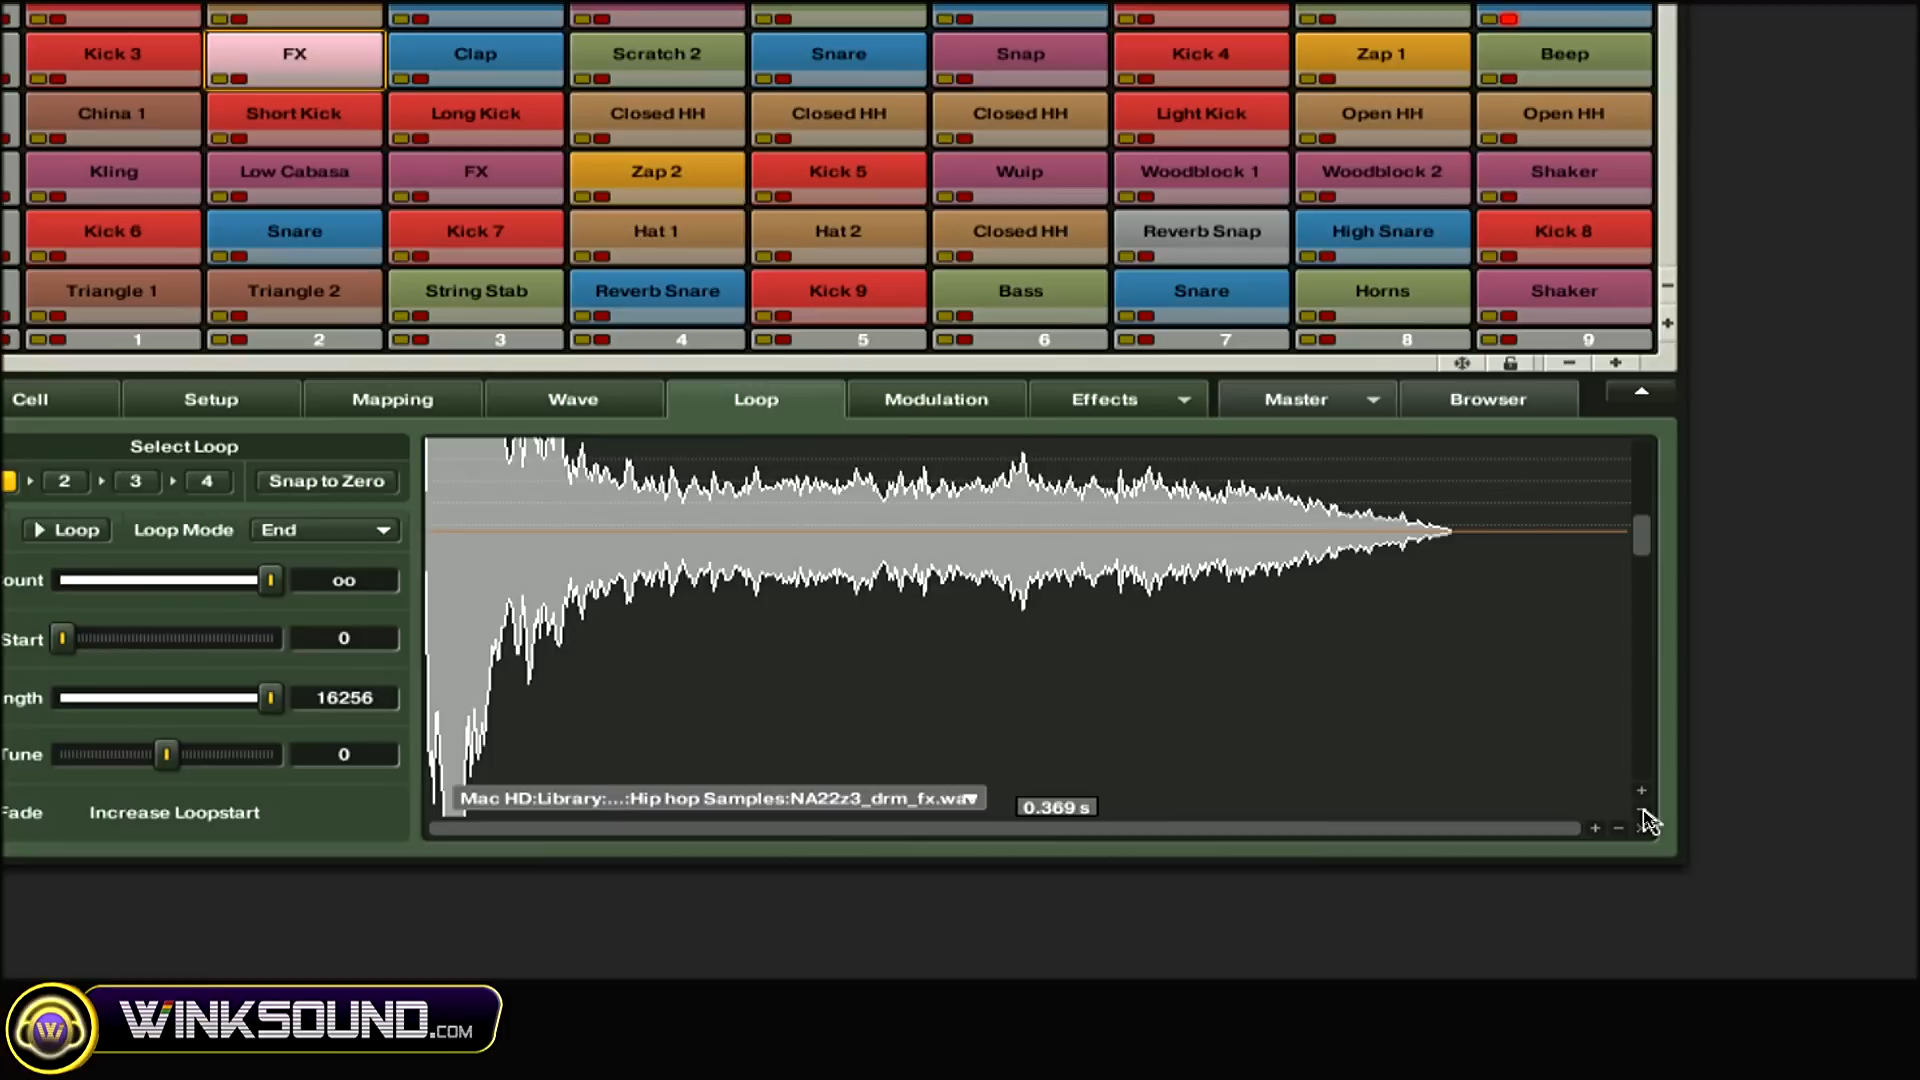 Kick 3 FX Clap Scratch 2 Snare Snap Kick 4 Zap 1 Beep
China 1 Short Kick Long Kick Closed HH Closed HH Closed HH Light Kick Open HH Open HH
Kling Low Cabasa FX Zap 2 Kick 5 Wuip Woodblock 1 Woodblock 2 Shaker
Kick 6 Snare Kick 7 Hat 1 Hat 2 Closed HH Reverb Snap High Snare Kick 8
Triangle 1 Triangle 2 String Stab Reverb Snare Kick 9 Bass Snare Horns Shaker
1 2 3 4 5 6 7 8 9
Cell Setup Mapping Wave Loop Modulation Effects Master Browser
Select Loop
2 3 4 Snap to Zero
Loop Loop Mode End
ount oo
Start 0
ngth 16256
Tune 0
Fade Increase Loopstart
Mac HD:Library:...:Hip hop Samples:NA22z3_drm_fx.wa
0.369 s
WINKSOUND.COM